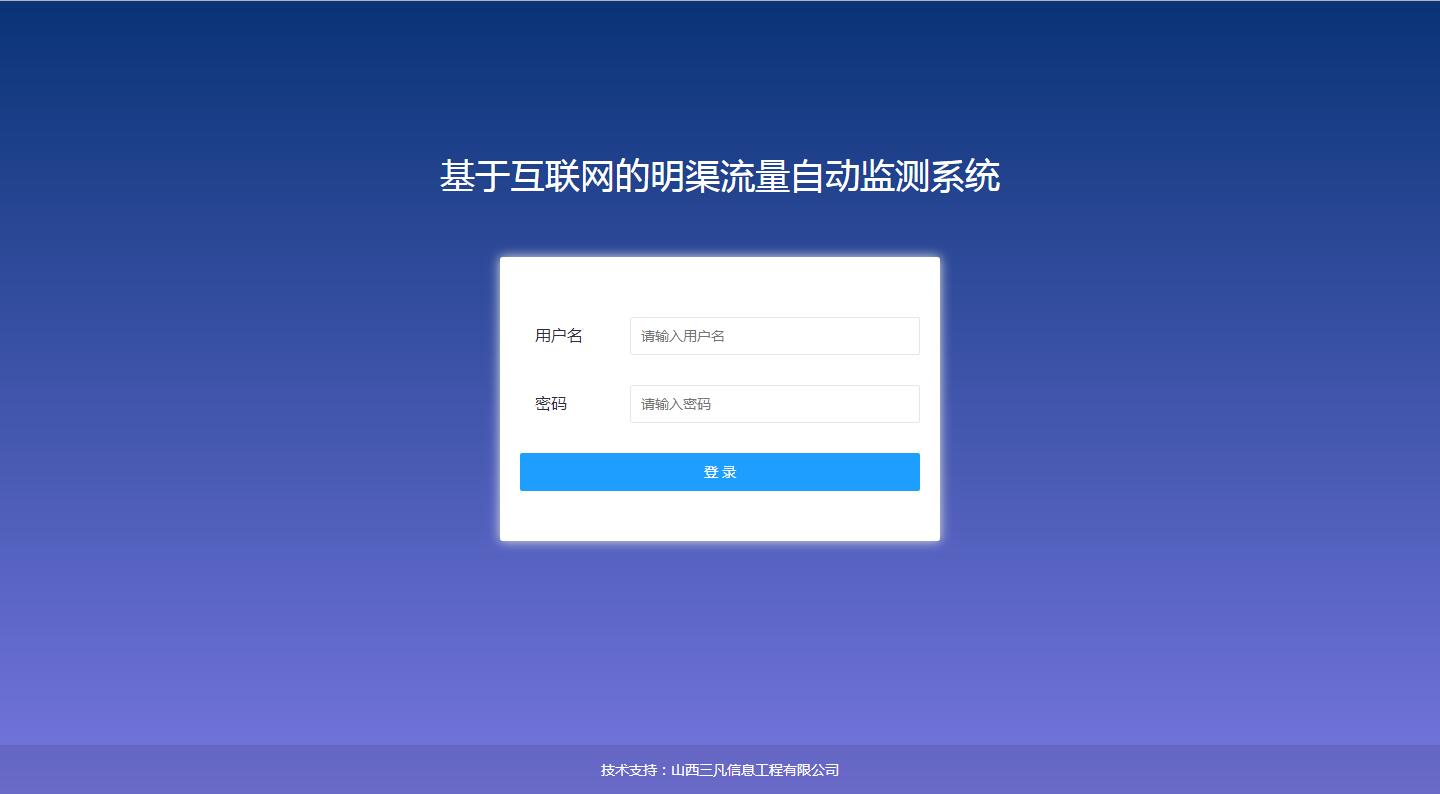 基于互联网的明渠流量自动监测系统
用户名
请输入用户名
密码
请输入密码
登 录
技术支持：山西三凡信息工程有限公司